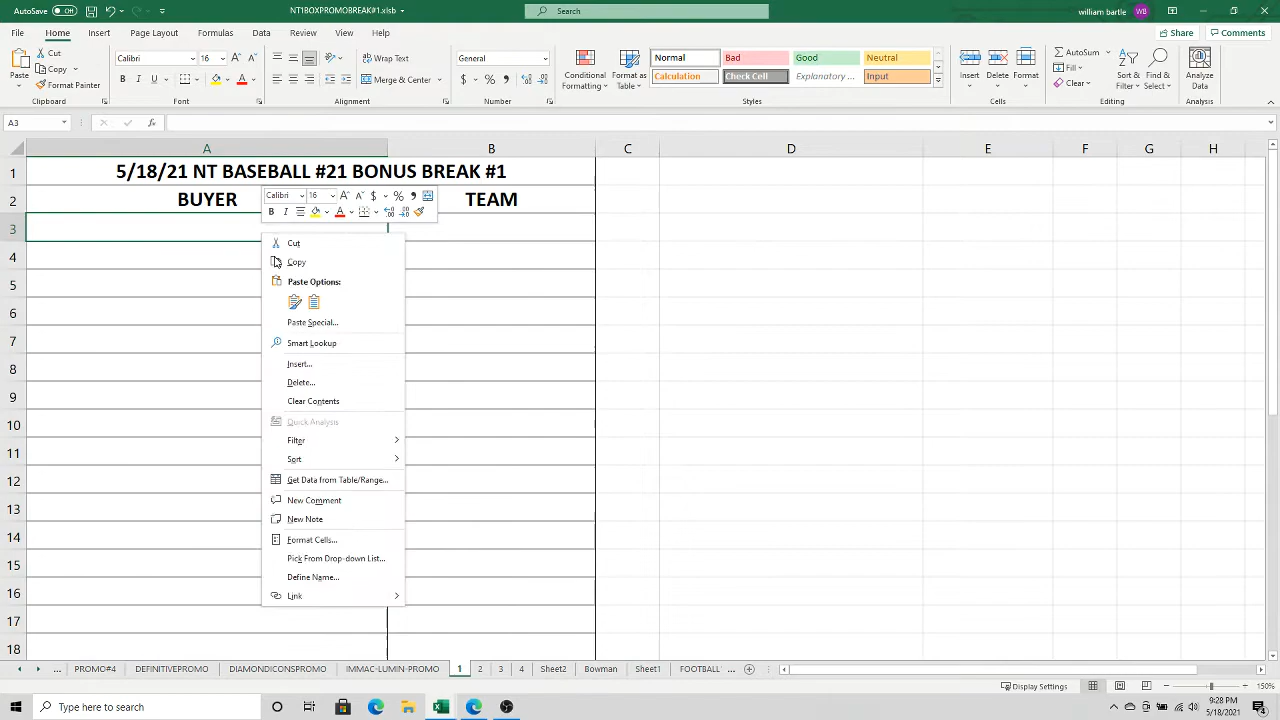 AutoSave Off NT1BOXPROMOBREAK#1.xlsb Search william bartle WB
File Home Insert Page Layout Formulas Data Review View Help Share Comments
Paste Cut Copy Format Painter Clipboard
Calibri 16 B I U Font
Wrap Text Merge & Center Alignment
General $ % Number
Conditional Formatting Format as Table
Normal Bad Good Neutral
Calculation Check Cell Explanatory ... Input
Styles
Insert Delete Format Cells
AutoSum Fill Clear Sort & Filter Find & Select Editing
Analyze Data Analysis
A3 fx
A B C D E F G H
1 5/18/21 NT BASEBALL #21 BONUS BREAK #1
2 BUYER TEAM
Calibri 16 $ %
B I A
3
Cut
4
Copy
5
Paste Options:
6
Paste Special...
7
Smart Lookup
8
Insert...
Delete...
9
Clear Contents
10
Quick Analysis
11
Filter
Sort
12
Get Data from Table/Range...
13
New Comment
New Note
14
Format Cells...
15
Pick From Drop-down List...
16
Define Name...
Link
17
18
... PROMO#4 DEFINITIVEPROMO DIAMONDICONSPROMO IMMAC-LUMIN-PROMO 1 2 3 4 Sheet2 Bowman Sheet1 FOOTBALL ...
Display Settings 150%
Type here to search 9:28 PM
5/18/2021 4